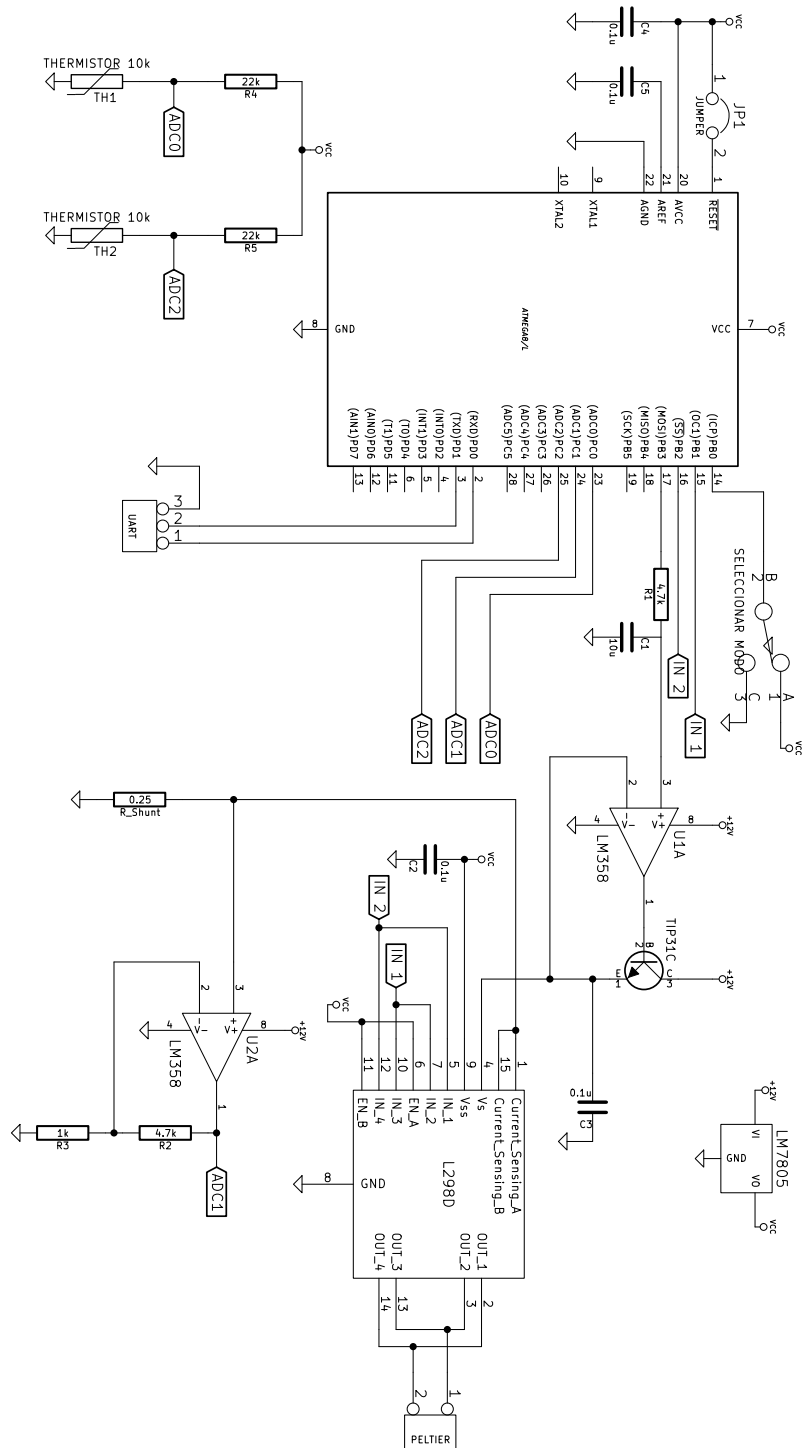 VCC
0.1u
C4
0.1u
C5
1
JUMPER
JP1
2
THERMISTOR 10k
TH1
22k
R4
ADC0
VCC
THERMISTOR 10k
TH2
22k
R5
ADC2
10
9
22
21
20
1
XTAL2
XTAL1
AGND
AREF
AVCC
RESET
ATMEGA8/L
8
GND
VCC
7
VCC
(AIN1)PD7
(AIN0)PD6
(T1)PD5
(T0)PD4
(INT1)PD3
(INT0)PD2
(TXD)PD1
(RXD)PD0
(ADC5)PC5
(ADC4)PC4
(ADC3)PC3
(ADC2)PC2
(ADC1)PC1
(ADC0)PC0
(SCK)PB5
(MISO)PB4
(MOSI)PB3
(SS)PB2
(OC1)PB1
(ICP)PB0
13
12
11
6
5
4
3
2
28
27
26
25
24
23
19
18
17
16
15
14
UART
3
2
1
4.7k
R1
10u
C1
SELECCIONAR MODO
B
2
A
1
C
3
VCC
IN 2
IN 1
ADC2
ADC1
ADC0
0.25
R_Shunt
2
3
-
+
V-
V+
4
8
+12V
LM358
U1A
1
TIP31C
B
2
E
1
C
3
+12V
0.1u
C2
VCC
IN 2
IN 1
VCC
0.1u
C3
2
3
-
+
V-
V+
4
8
+12V
LM358
U2A
1
1k
R3
4.7k
R2
ADC1
11
12
10
6
7
5
9
4
15
1
EN_B
IN_4
IN_3
EN_A
IN_2
IN_1
Vss
Vs
Current_Sensing_B
Current_Sensing_A
8
GND
L298D
OUT_4
OUT_3
OUT_2
OUT_1
14
13
3
2
2
1
PELTIER
+12V
VI
GND
VO
LM7805
VCC